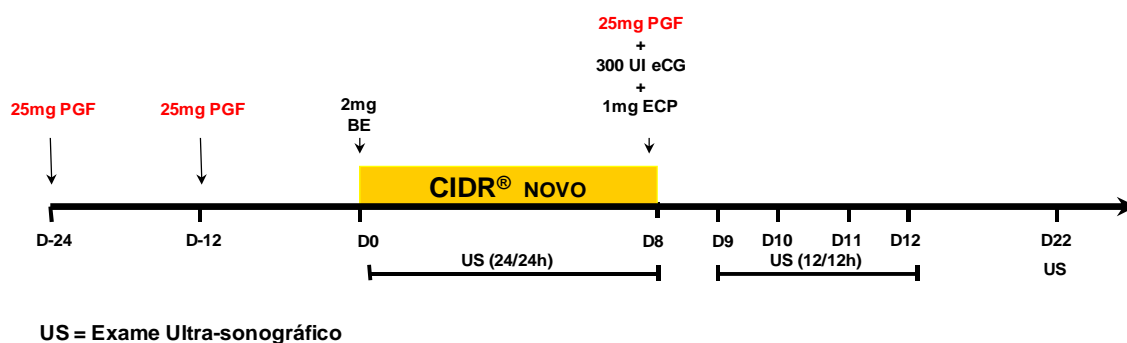 25mg PGF
+
300 UI eCG
+
1mg ECP
25mg PGF
25mg PGF
2mg
BE
CIDR® NOVO
D-24
D-12
D0
D8
D9
D10
D11
D12
D22
US (24/24h)
US (12/12h)
US
US = Exame Ultra-sonográfico